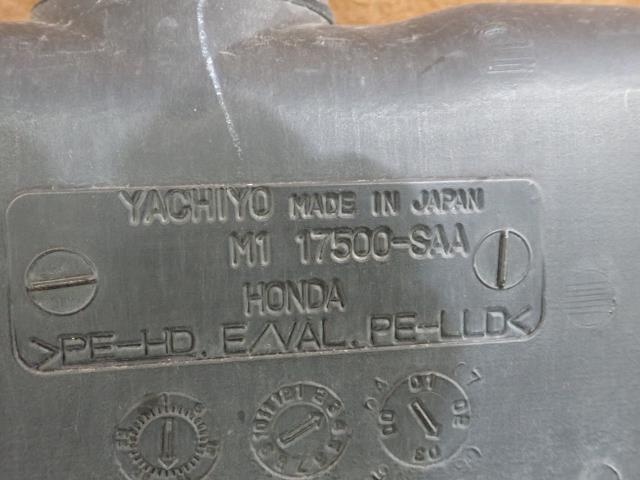 YACHIYO MADE IN JAPAN
M1 17500-SAA
HONDA
>PE-HD. E/VAL. PE-LLD<